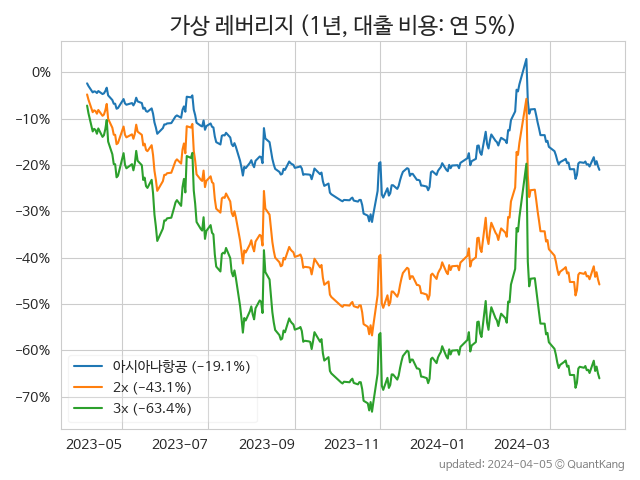 가상 레버리지 (1년, 대출 비용: 연 5%)
0%
−10%
−20%
−30%
−40%
−50%
−60%
−70%
아시아나항공 (−19.1%)
2x (−43.1%)
3x (−63.4%)
2023-05 2023-07 2023-09 2023-11 2024-01 2024-03
updated: 2024-04-05 © QuantKang